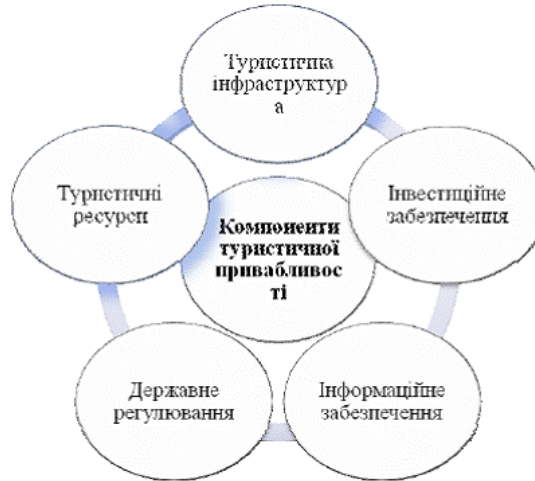 Туристична
інфраструктур
а
Туристичні
ресурси
Інвестиційне
забезпечення
Компоненти
туристичної
привабливос
ті
Державне
регулювання
Інформаційне
забезпечення